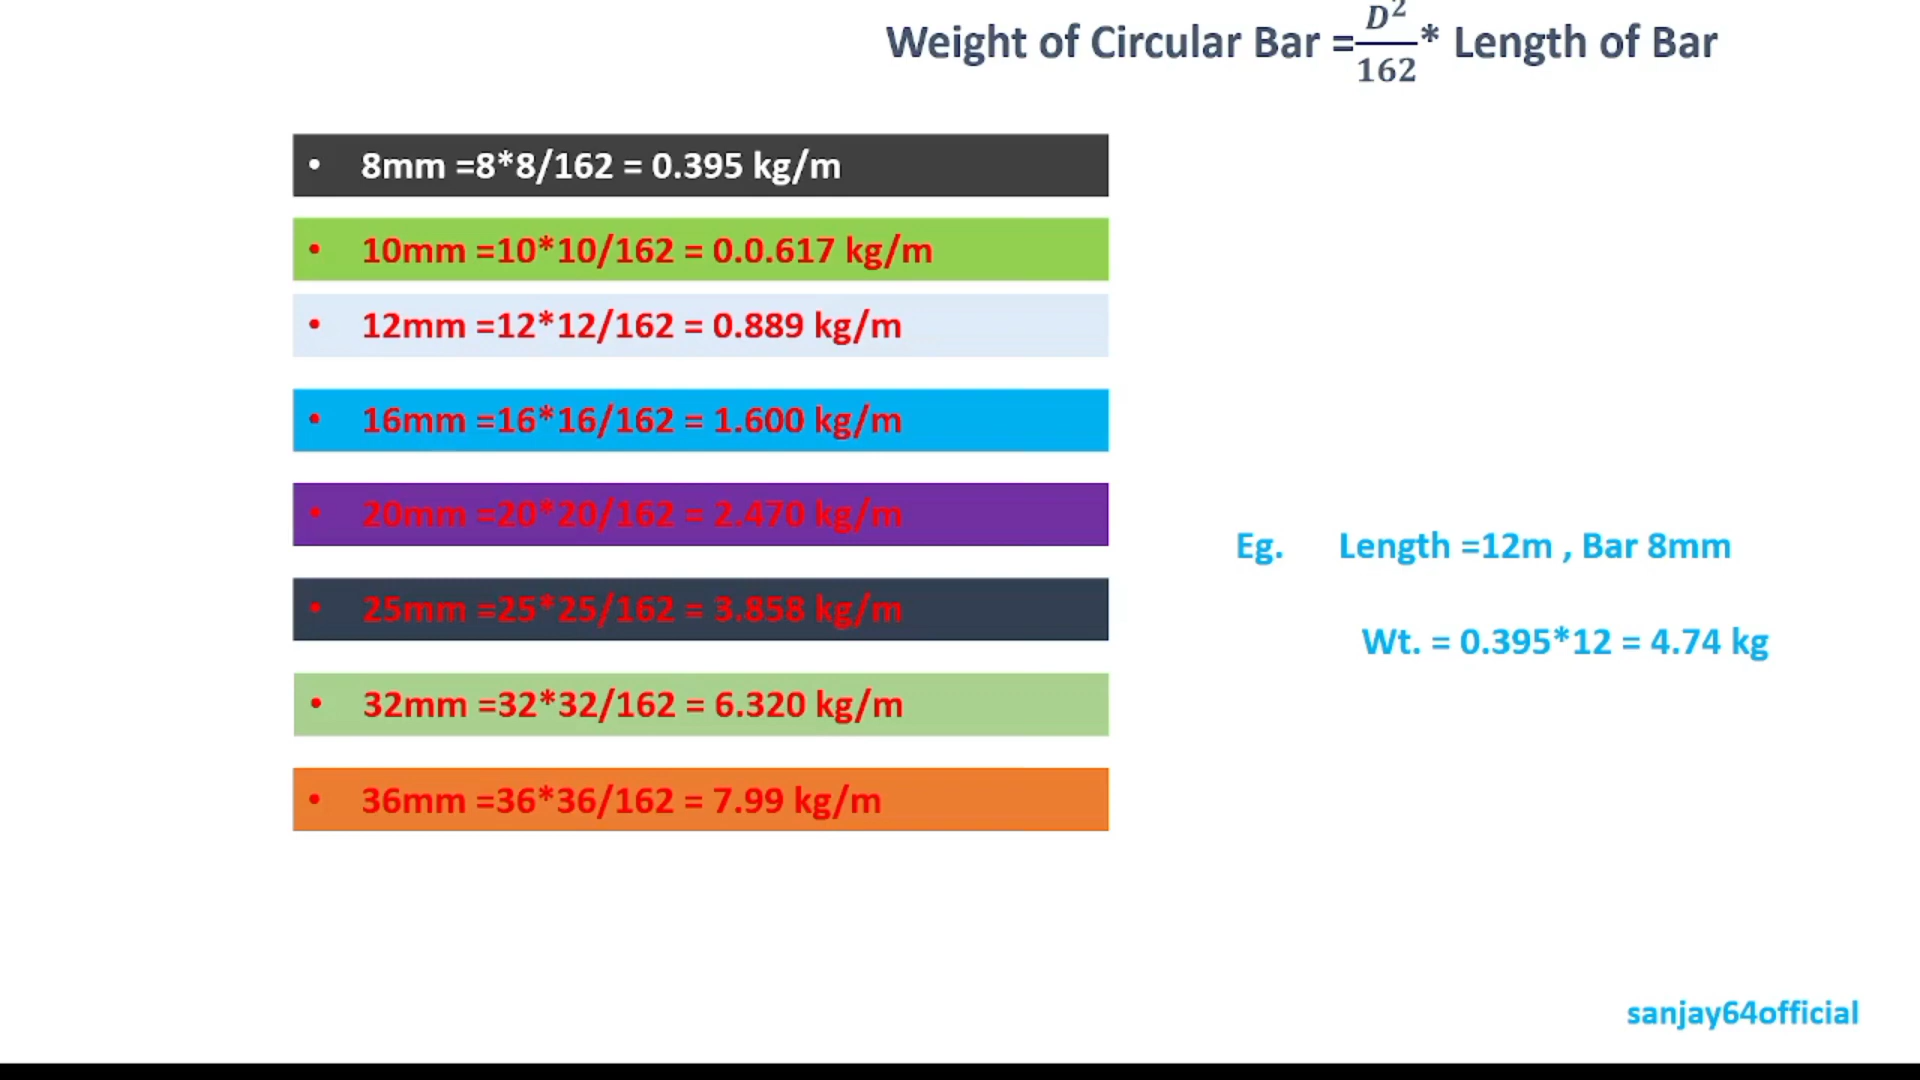 Weight of Circular Bar =D²/162* Length of Bar
• 8mm =8*8/162 = 0.395 kg/m
• 10mm =10*10/162 = 0.0.617 kg/m
• 12mm =12*12/162 = 0.889 kg/m
• 16mm =16*16/162 = 1.600 kg/m
• 20mm =20*20/162 = 2.470 kg/m
• 25mm =25*25/162 = 3.858 kg/m
• 32mm =32*32/162 = 6.320 kg/m
• 36mm =36*36/162 = 7.99 kg/m
Eg. Length =12m , Bar 8mm
Wt. = 0.395*12 = 4.74 kg
sanjay64official